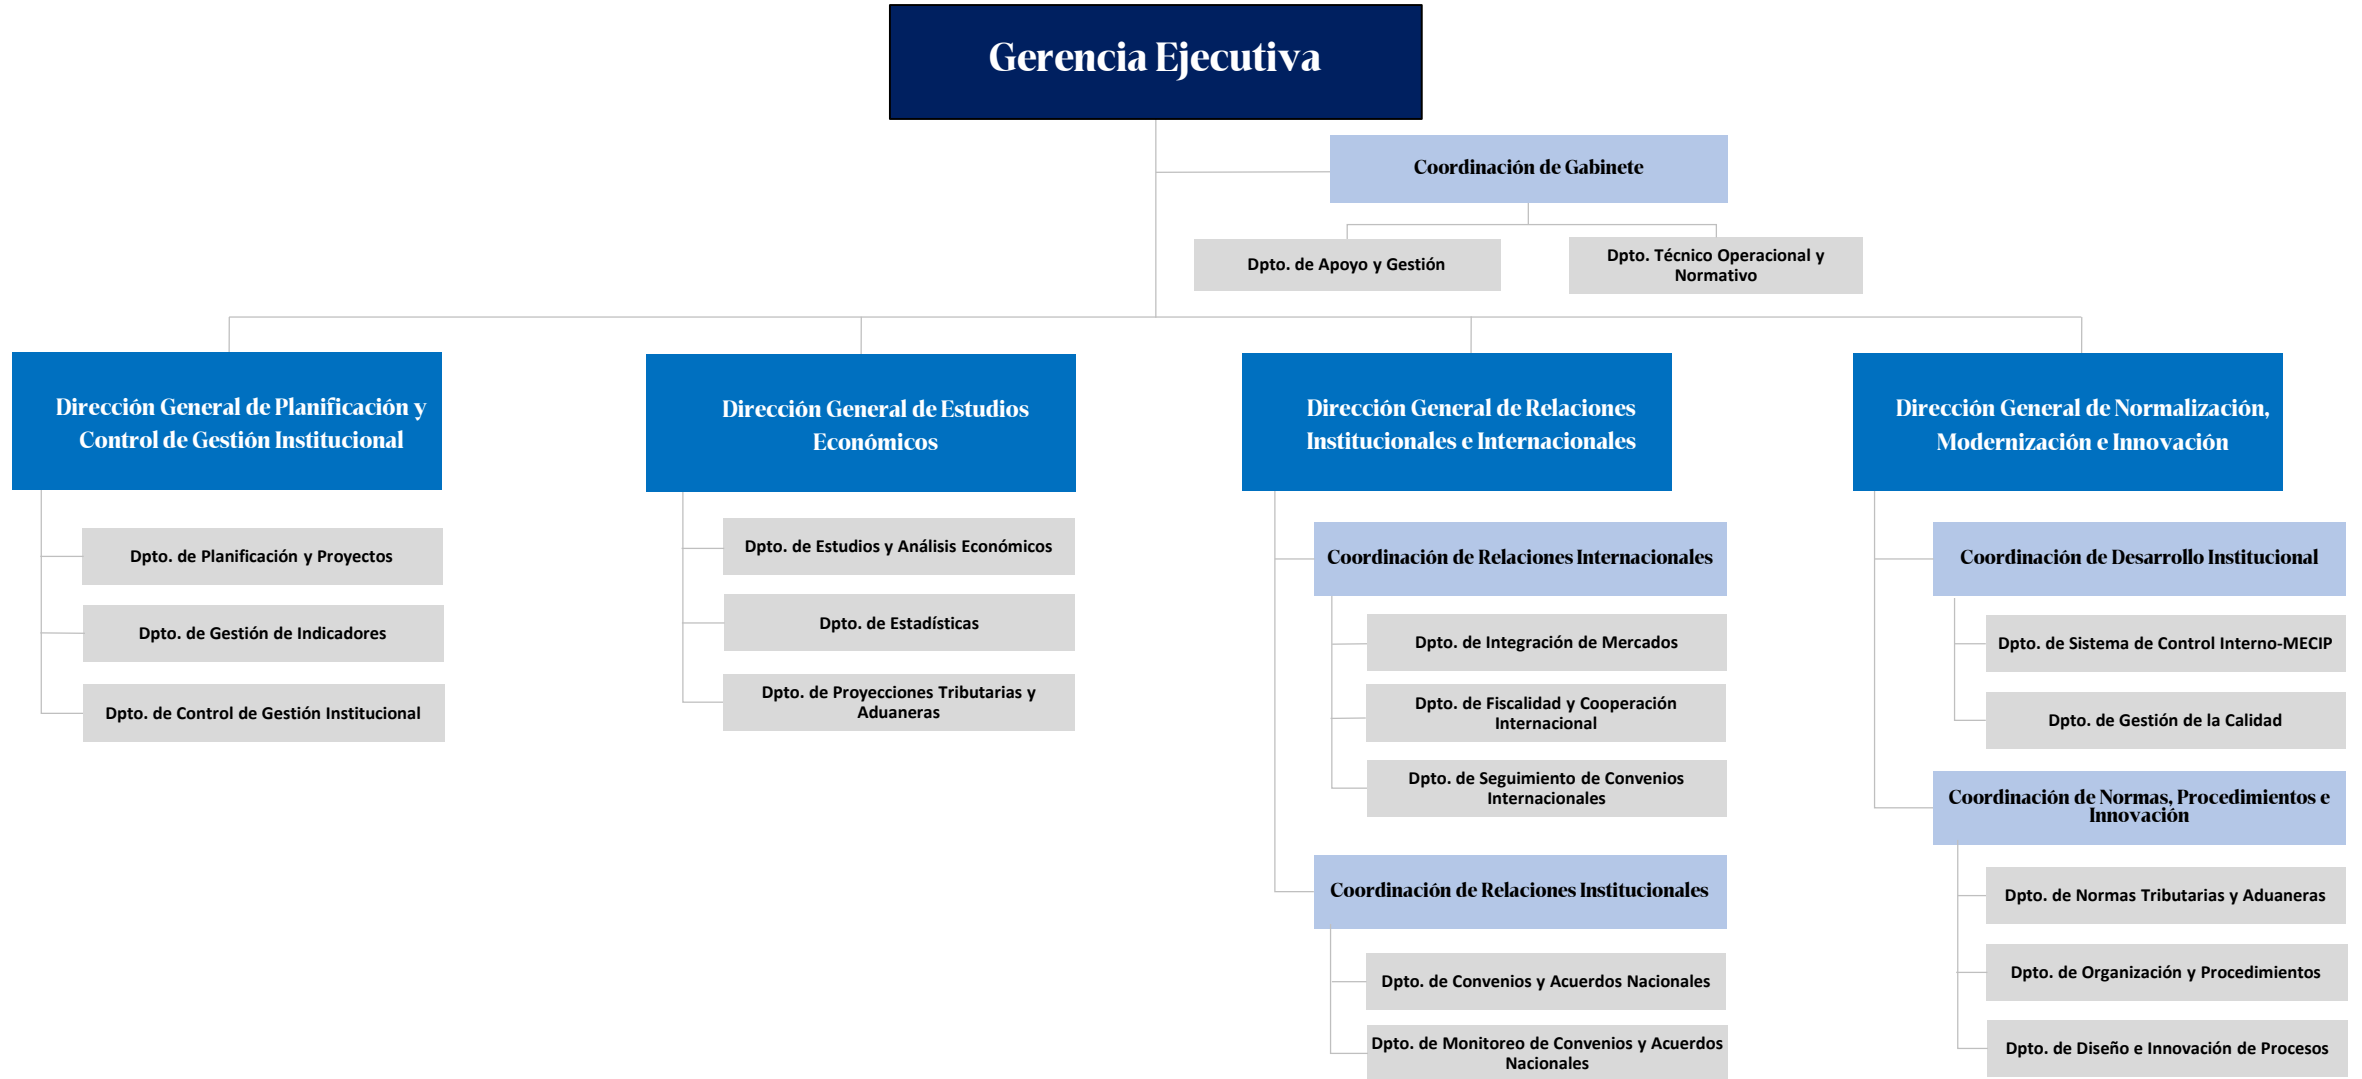 Gerencia Ejecutiva
Coordinación de Gabinete
Dpto. de Apoyo y Gestión
Dpto. Técnico Operacional y
Normativo
Dirección General de Planificación y
Control de Gestión Institucional
Dpto. de Planificación y Proyectos
Dpto. de Gestión de Indicadores
Dpto. de Control de Gestión Institucional
Dirección General de Estudios
Económicos
Dpto. de Estudios y Análisis Económicos
Dpto. de Estadísticas
Dpto. de Proyecciones Tributarias y
Aduaneras
Dirección General de Relaciones
Institucionales e Internacionales
Coordinación de Relaciones Internacionales
Dpto. de Integración de Mercados
Dpto. de Fiscalidad y Cooperación
Internacional
Dpto. de Seguimiento de Convenios
Internacionales
Coordinación de Relaciones Institucionales
Dpto. de Convenios y Acuerdos Nacionales
Dpto. de Monitoreo de Convenios y Acuerdos
Nacionales
Dirección General de Normalización,
Modernización e Innovación
Coordinación de Desarrollo Institucional
Dpto. de Sistema de Control Interno-MECIP
Dpto. de Gestión de la Calidad
Coordinación de Normas, Procedimientos e
Innovación
Dpto. de Normas Tributarias y Aduaneras
Dpto. de Organización y Procedimientos
Dpto. de Diseño e Innovación de Procesos